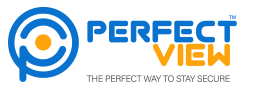 PERFECT™
VIEW
THE PERFECT WAY TO STAY SECURE